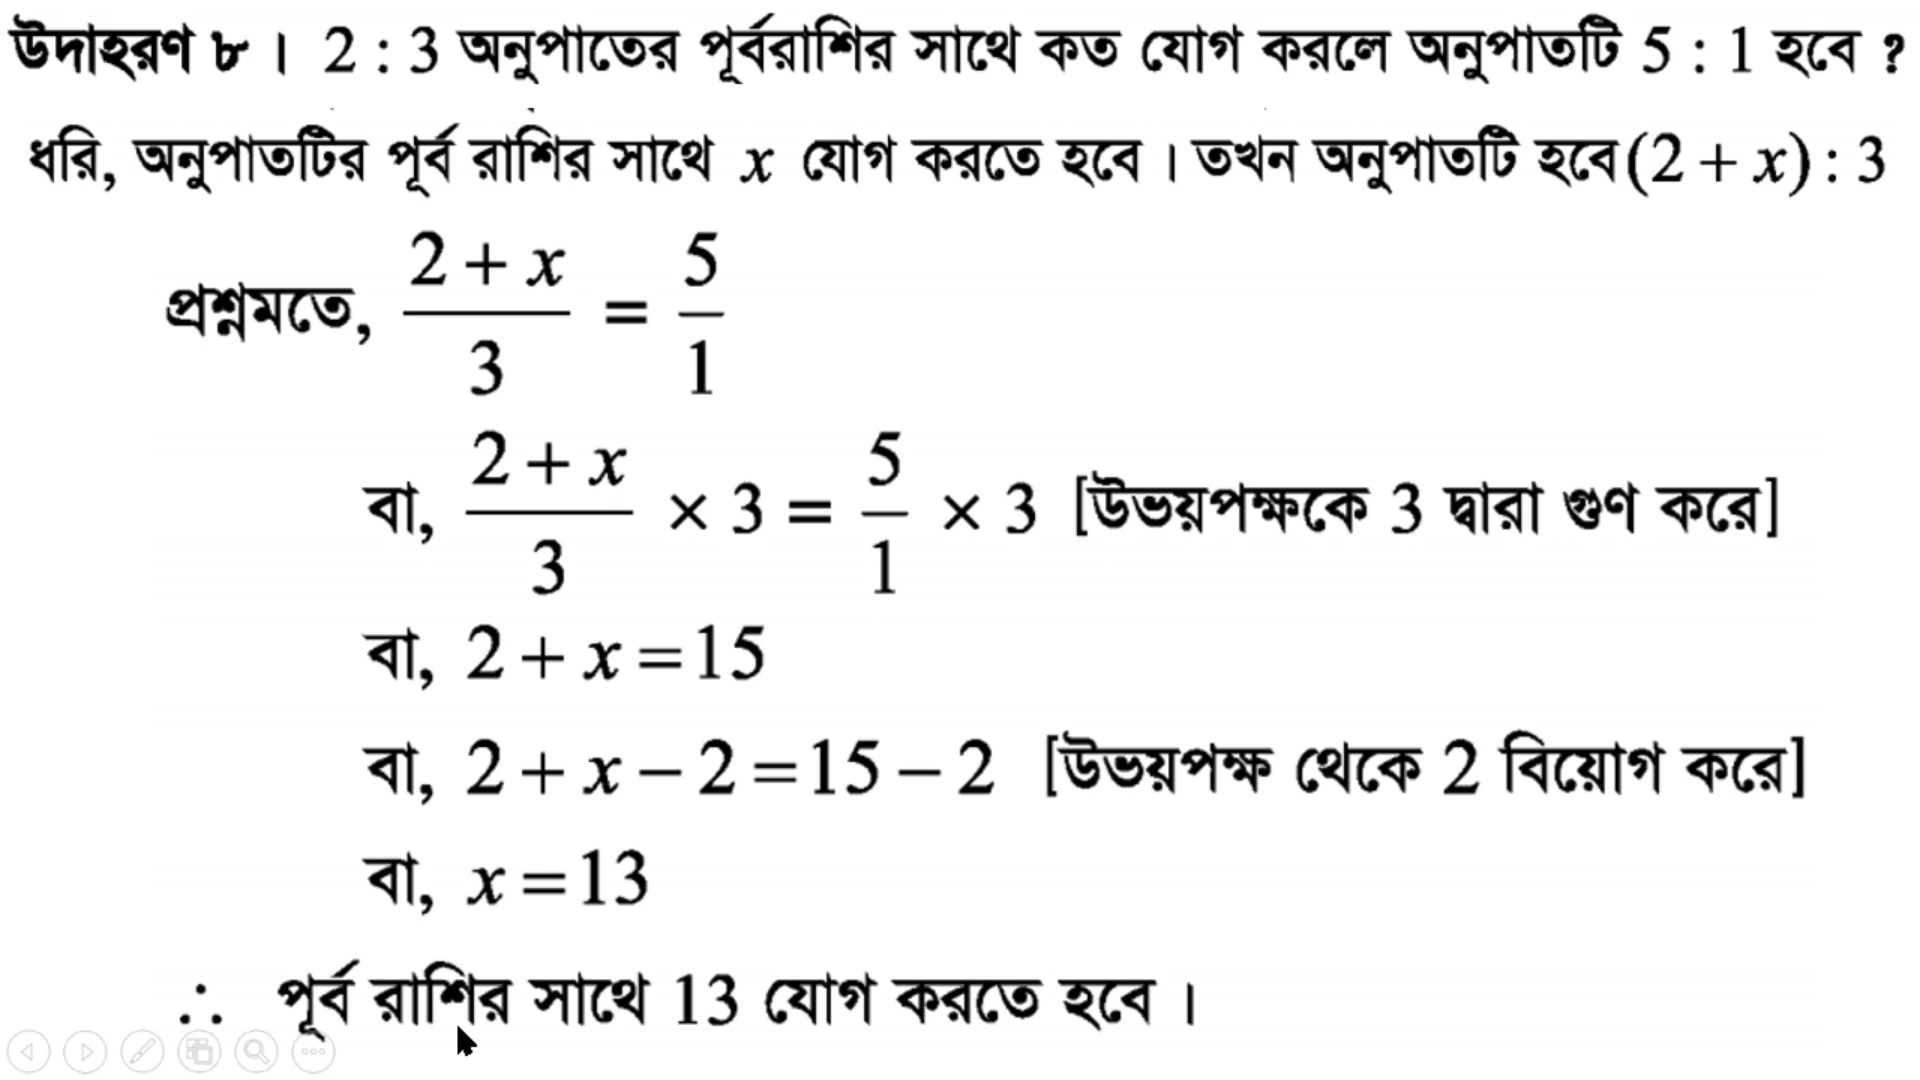 উদাহরণ ৮ । 2 : 3 অনুপাতের পূর্বরাশির সাথে কত যোগ করলে অনুপাতটি 5 : 1 হবে ?
ধরি, অনুপাতটির পূর্ব রাশির সাথে x যোগ করতে হবে । তখন অনুপাতটি হবে (2 + x) : 3
প্রশ্নমতে, (2 + x)/3 = 5/1
বা, (2 + x)/3 × 3 = 5/1 × 3 [উভয়পক্ষকে 3 দ্বারা গুণ করে]
বা, 2 + x = 15
বা, 2 + x − 2 = 15 − 2 [উভয়পক্ষ থেকে 2 বিয়োগ করে]
বা, x = 13
∴ পূর্ব রাশির সাথে 13 যোগ করতে হবে ।